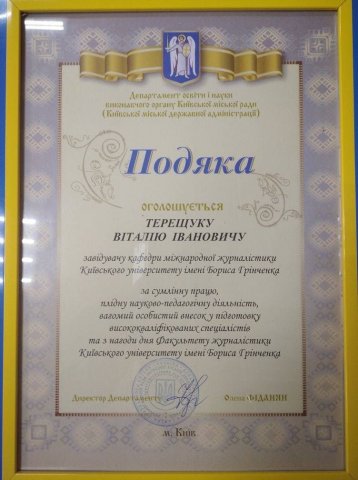 Департамент освіти і науки
виконавчого органу Київської міської ради
(Київської міської державної адміністрації)
Подяка
ОГОЛОШУЄТЬСЯ
ТЕРЕЩУКУ
ВІТАЛІЮ ІВАНОВИЧУ
завідувачу кафедри міжнародної журналістики
Київського університету імені Бориса Грінченка
за сумлінну працю,
плідну науково-педагогічну діяльність,
вагомий особистий внесок у підготовку
висококваліфікованих спеціалістів
та з нагоди дня Факультету журналістики
Київського університету імені Бориса Грінченка
Директор Департаменту Олена ФІДАНЯН
м. Київ